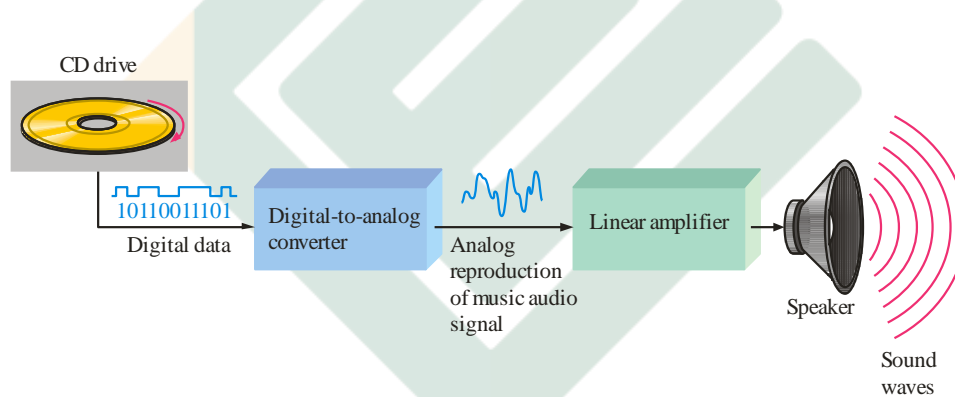 CD drive
10110011101
Digital data
Digital-to-analog
converter
Analog
reproduction
of music audio
signal
Linear amplifier
Speaker
Sound
waves